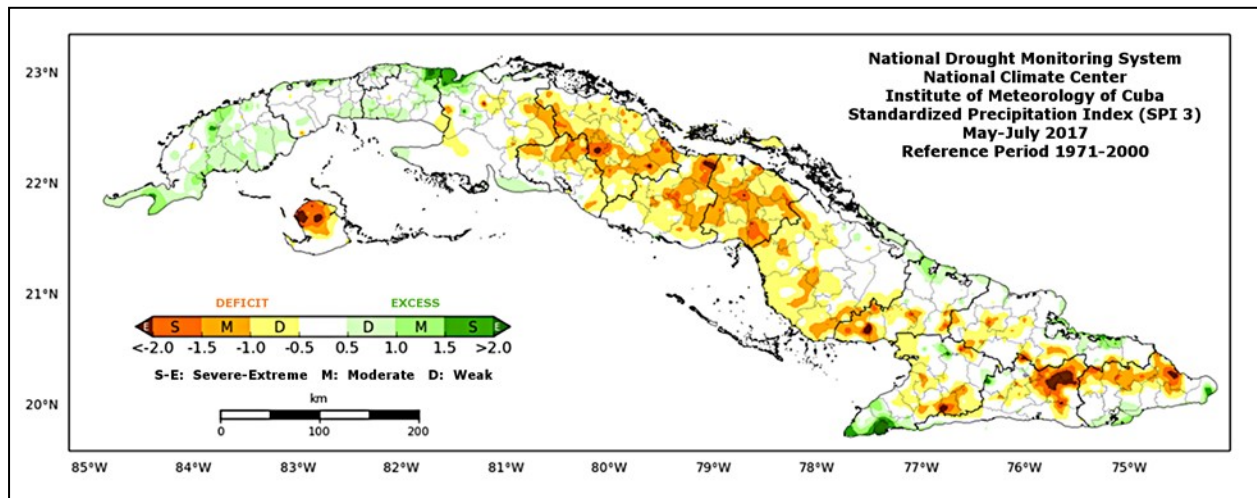 National Drought Monitoring System
National Climate Center
Institute of Meteorology of Cuba
Standardized Precipitation Index (SPI 3)
May-July 2017
Reference Period 1971-2000
23°N
22°N
21°N
20°N
DEFICIT EXCESS
E S M D D M S E
<-2.0 -1.5 -1.0 -0.5 0.5 1.0 1.5 >2.0
S-E: Severe-Extreme M: Moderate D: Weak
km
0 100 200
85°W 84°W 83°W 82°W 81°W 80°W 79°W 78°W 77°W 76°W 75°W